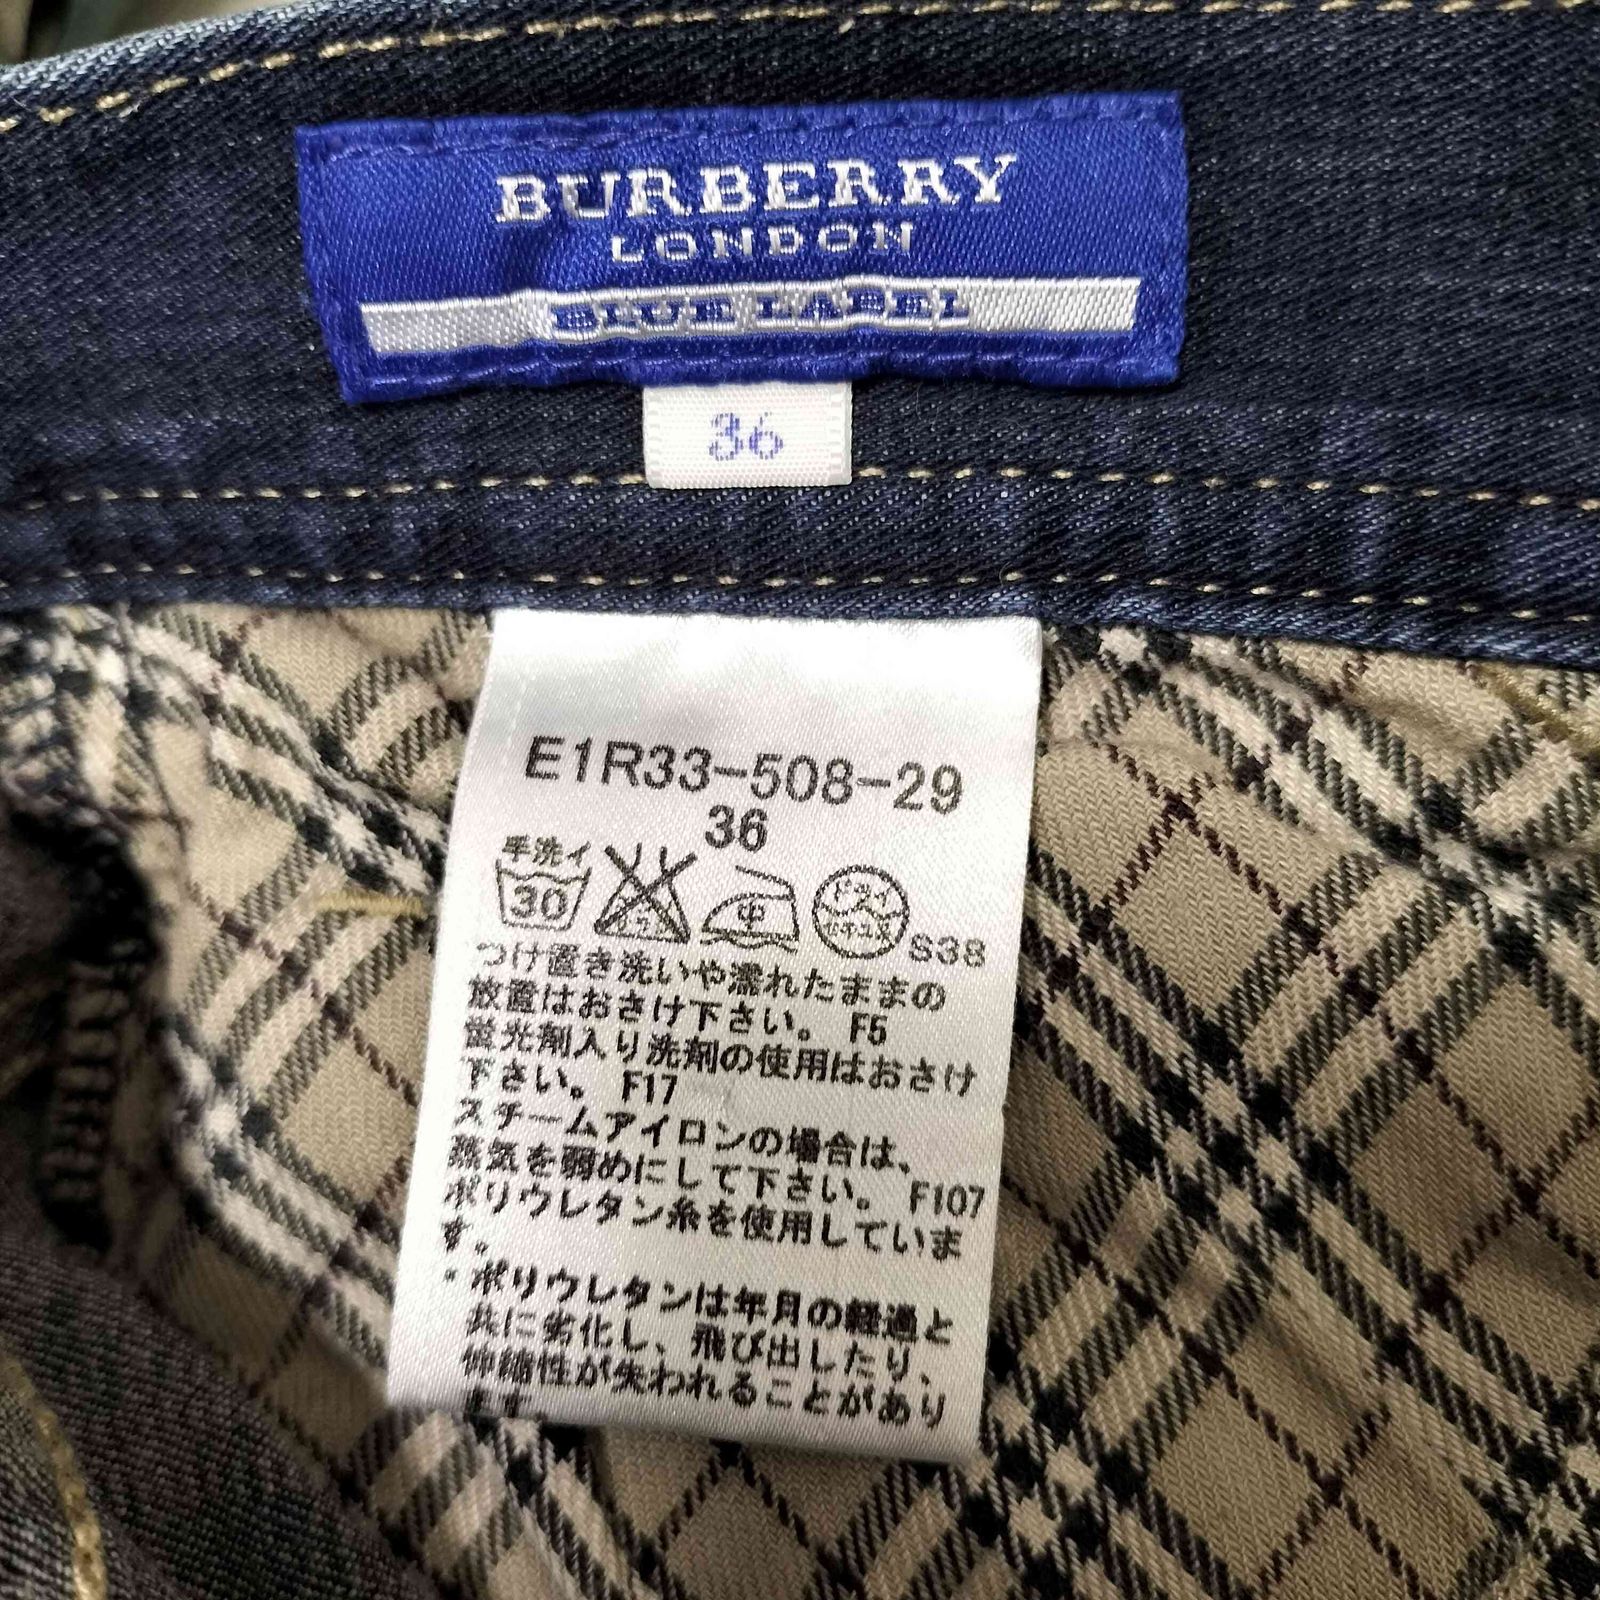 BURBERRY
LONDON
BLUE LABEL
36
E1R33-508-29
36
手洗イ
30
中
S38
つけ置き洗いや濡れたままの
放置はおさけ下さい。 F5
蛍光剤入り洗剤の使用はおさけ
下さい。 F17
スチームアイロンの場合は、
蒸気を弱めにして下さい。 F107
ポリウレタン糸を使用していま
す。
・ポリウレタンは年月の経過と
共に劣化し、飛び出したり、
伸縮性が失われることがあり
ます